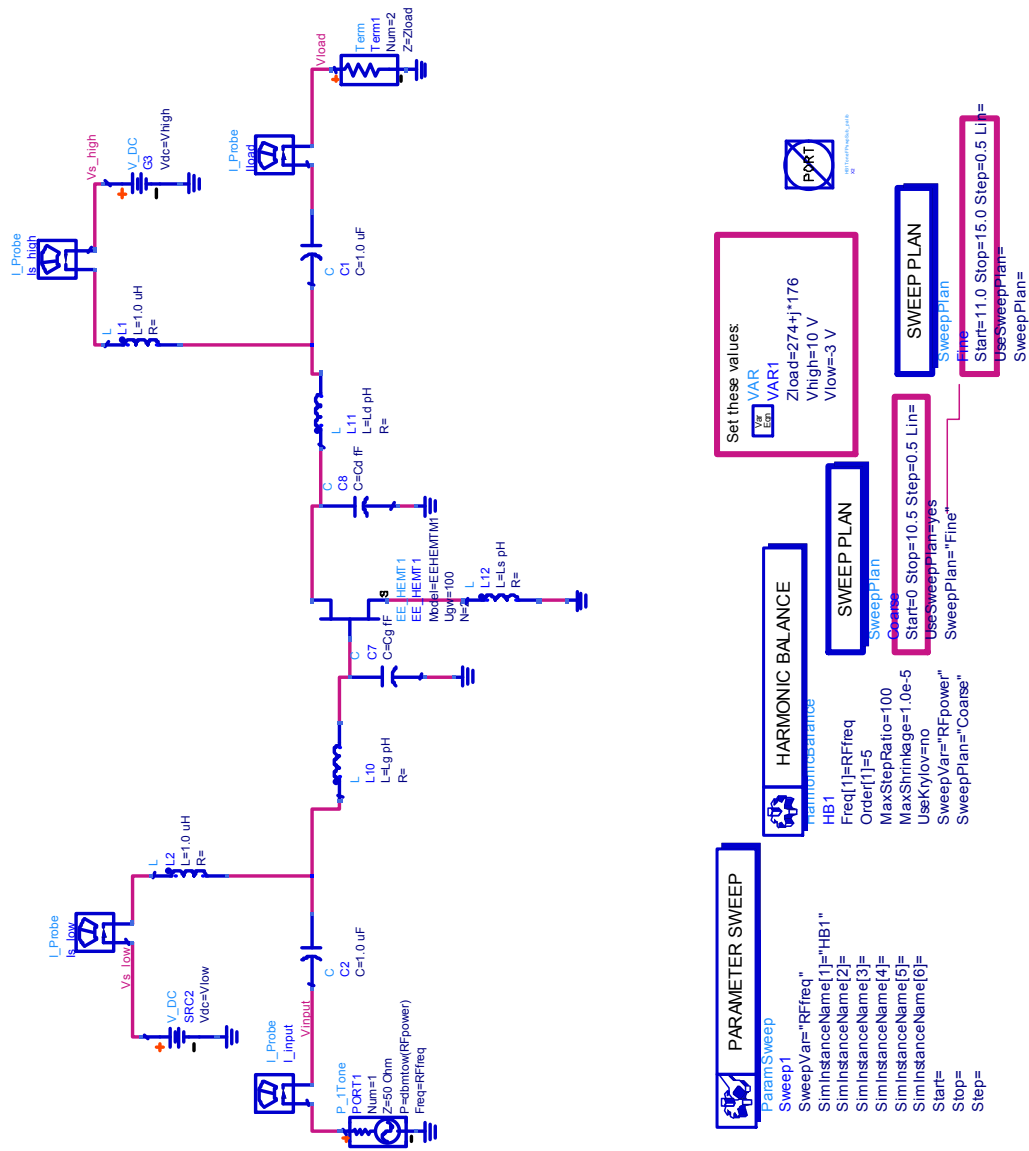 I_Probe
Is_low
Vs_low
V_DC
SRC2
Vdc=Vlow
L
L2
L=1.0 uH
R=
I_Probe
I_input
Vinput
P_1Tone
PORT1
Num=1
Z=50 Ohm
P=dbmtow(RFpower)
Freq=RFfreq
C
C2
C=1.0 uF
L
L10
L=Lg pH
R=
C
C7
C=Cg fF
EE_HEMT1
EE_HEMT1
Model=EEHEMTM1
Ugw=100
S
L
L12
L=Ls pH
R=
C
C8
C=Cd fF
L
L11
L=Ld pH
R=
I_Probe
Is_high
Vs_high
V_DC
G3
Vdc=Vhigh
L
L1
L=1.0 uH
R=
C
C1
C=1.0 uF
I_Probe
Iload
Vload
Term
Term1
Num=2
Z=Zload
PARAMETER SWEEP
ParamSweep
Sweep1
SweepVar="RFfreq"
SimInstanceName[1]="HB1"
SimInstanceName[2]=
SimInstanceName[3]=
SimInstanceName[4]=
SimInstanceName[5]=
SimInstanceName[6]=
Start=
Stop=
Step=
HARMONIC BALANCE
HarmonicBalance
HB1
Freq[1]=RFfreq
Order[1]=5
MaxStepRatio=100
MaxShrinkage=1.0e-5
UseKrylov=no
SweepVar="RFpower"
SweepPlan="Coarse"
SWEEP PLAN
SweepPlan
Coarse
Start=0 Stop=10.5 Step=0.5 Lin=
UseSweepPlan=yes
SweepPlan="Fine"
Set these values:
Var
Eqn
VAR
VAR1
Zload=274+j*176
Vhigh=10 V
Vlow=-3 V
SWEEP PLAN
SweepPlan
Fine
Start=11.0 Stop=15.0 Step=0.5 Lin=
UseSweepPlan=
SweepPlan=
PORT
X2